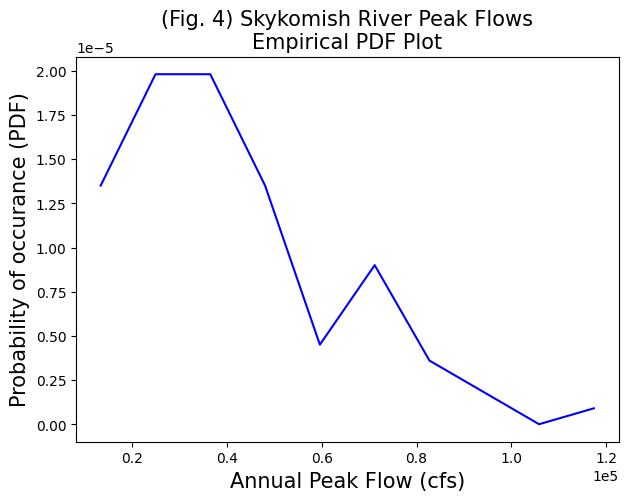 (Fig. 4) Skykomish River Peak Flows
Empirical PDF Plot
1e−5
Probability of occurance (PDF)
2.00
1.75
1.50
1.25
1.00
0.75
0.50
0.25
0.00
0.2 0.4 0.6 0.8 1.0 1.2
1e5
Annual Peak Flow (cfs)